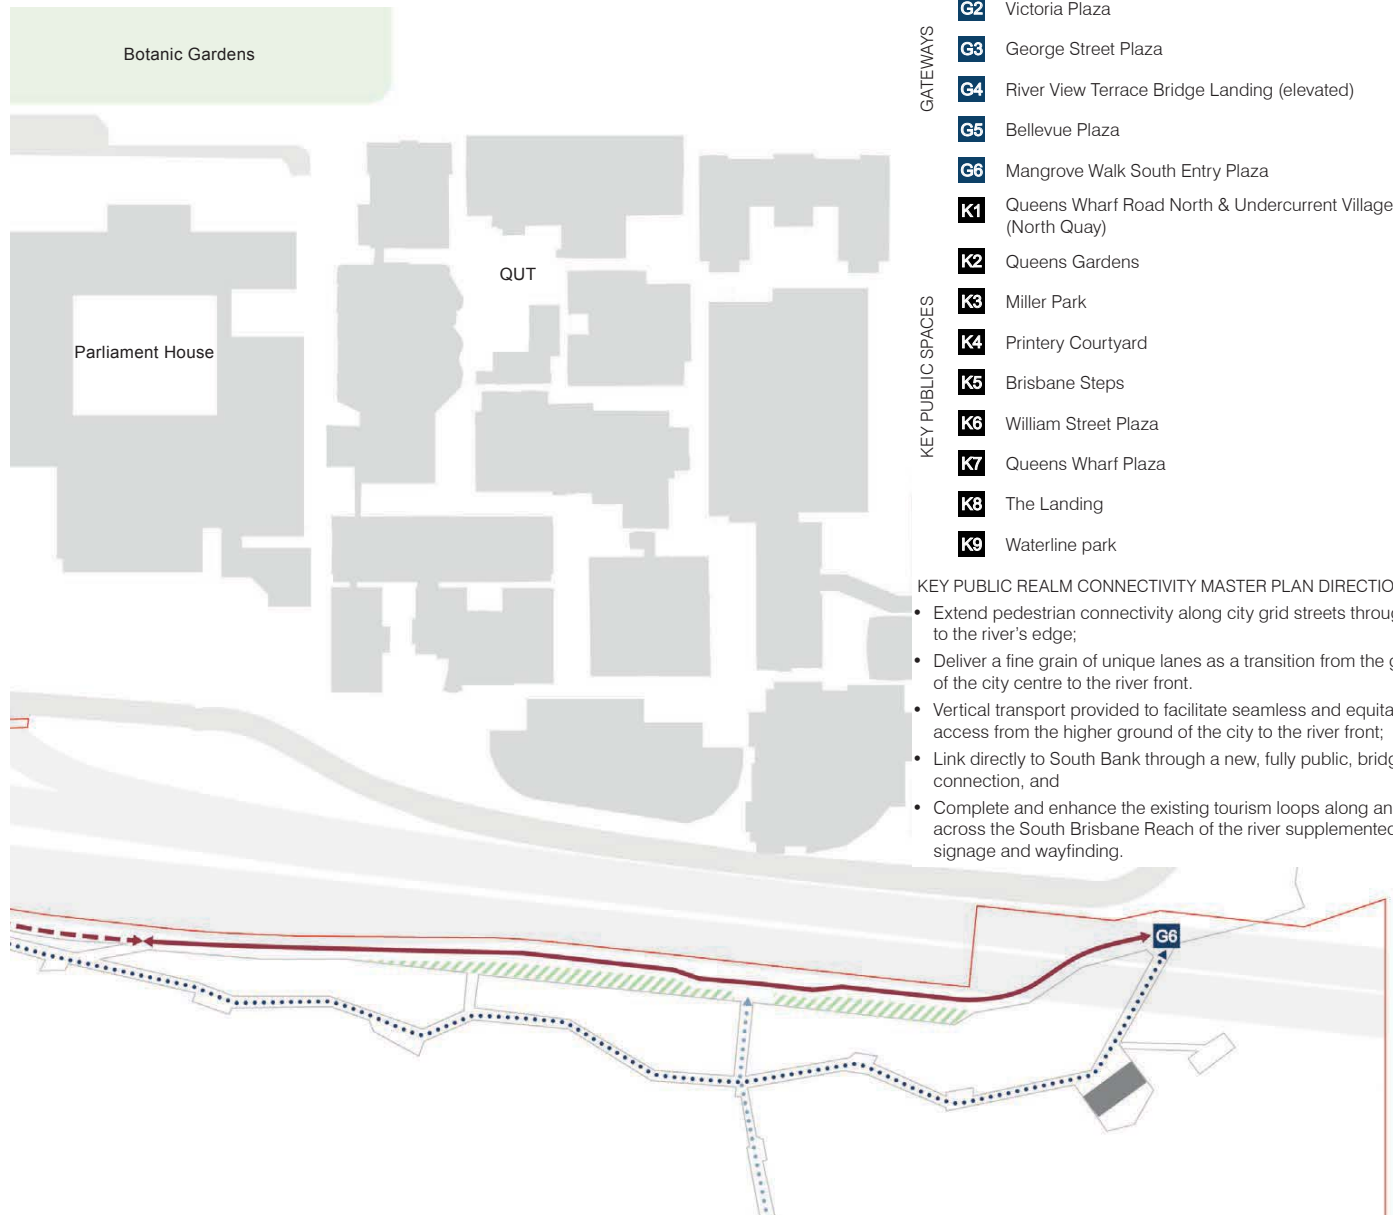 Botanic Gardens
Parliament House
QUT
G6
GATEWAYS
G2 Victoria Plaza
G3 George Street Plaza
G4 River View Terrace Bridge Landing (elevated)
G5 Bellevue Plaza
G6 Mangrove Walk South Entry Plaza
KEY PUBLIC SPACES
K1 Queens Wharf Road North & Undercurrent Village
(North Quay)
K2 Queens Gardens
K3 Miller Park
K4 Printery Courtyard
K5 Brisbane Steps
K6 William Street Plaza
K7 Queens Wharf Plaza
K8 The Landing
K9 Waterline park
KEY PUBLIC REALM CONNECTIVITY MASTER PLAN
• Extend pedestrian connectivity along city grid streets
to the river's edge;
• Deliver a fine grain of unique lanes as a transition from the
of the city centre to the river front.
• Vertical transport provided to facilitate seamless and
access from the higher ground of the city to the river front;
• Link directly to South Bank through a new, fully public,
connection, and
• Complete and enhance the existing tourism loops along
across the South Brisbane Reach of the river supplemented
signage and wayfinding.